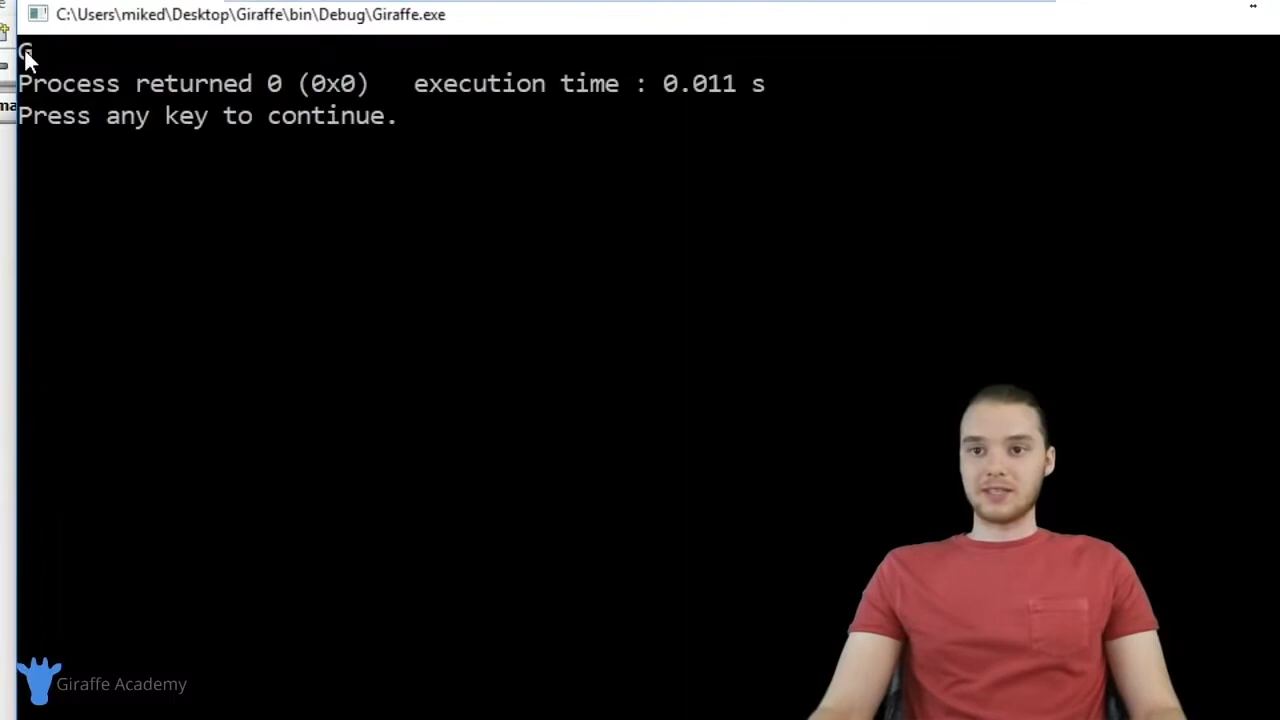 C:\Users\miked\Desktop\Giraffe\bin\Debug\Giraffe.exe
G
Process returned 0 (0x0) execution time : 0.011 s
ma
Press any key to continue.
Giraffe Academy